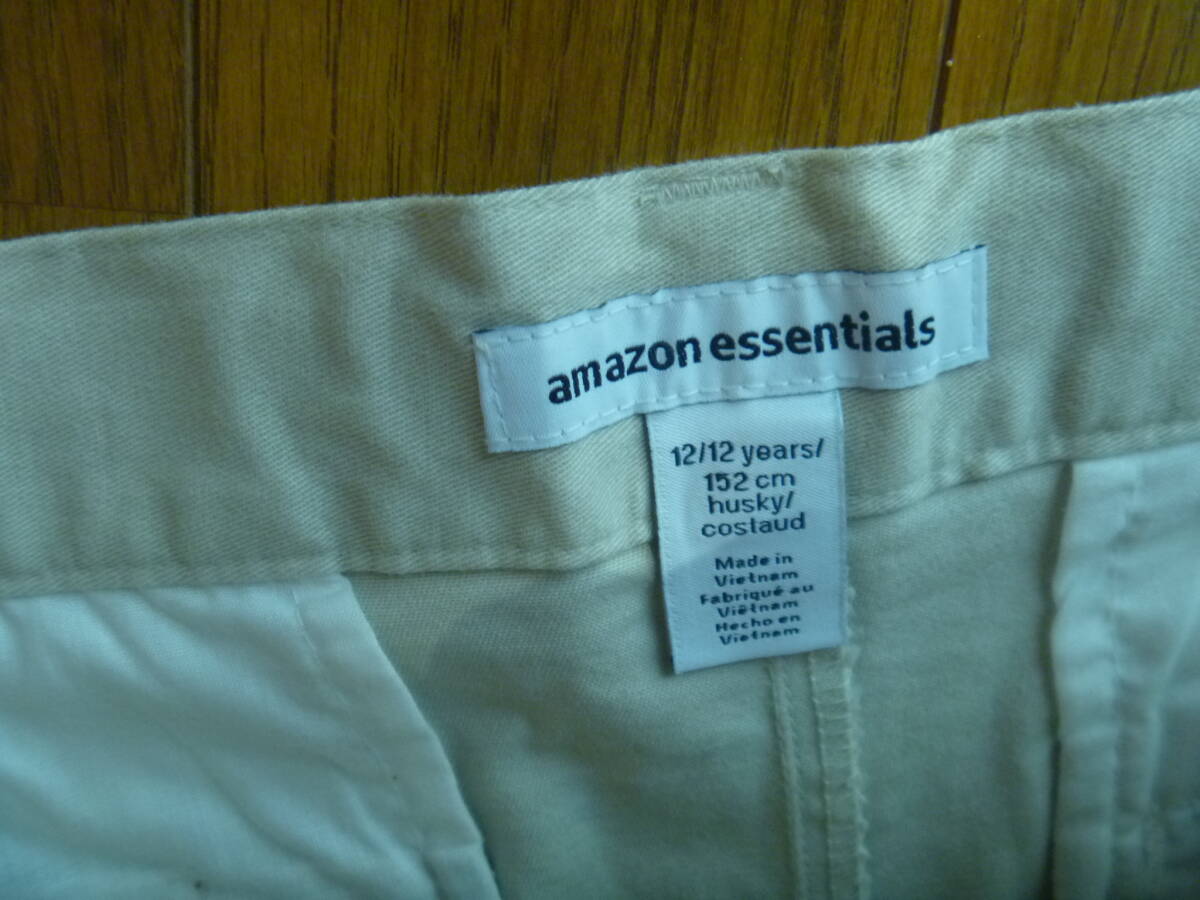 amazon essentials
12/12 years/
152 cm
husky/
costaud
Made in
Vietnam
Fabriqué au
Viêtnam
Hecho en
Vietnam